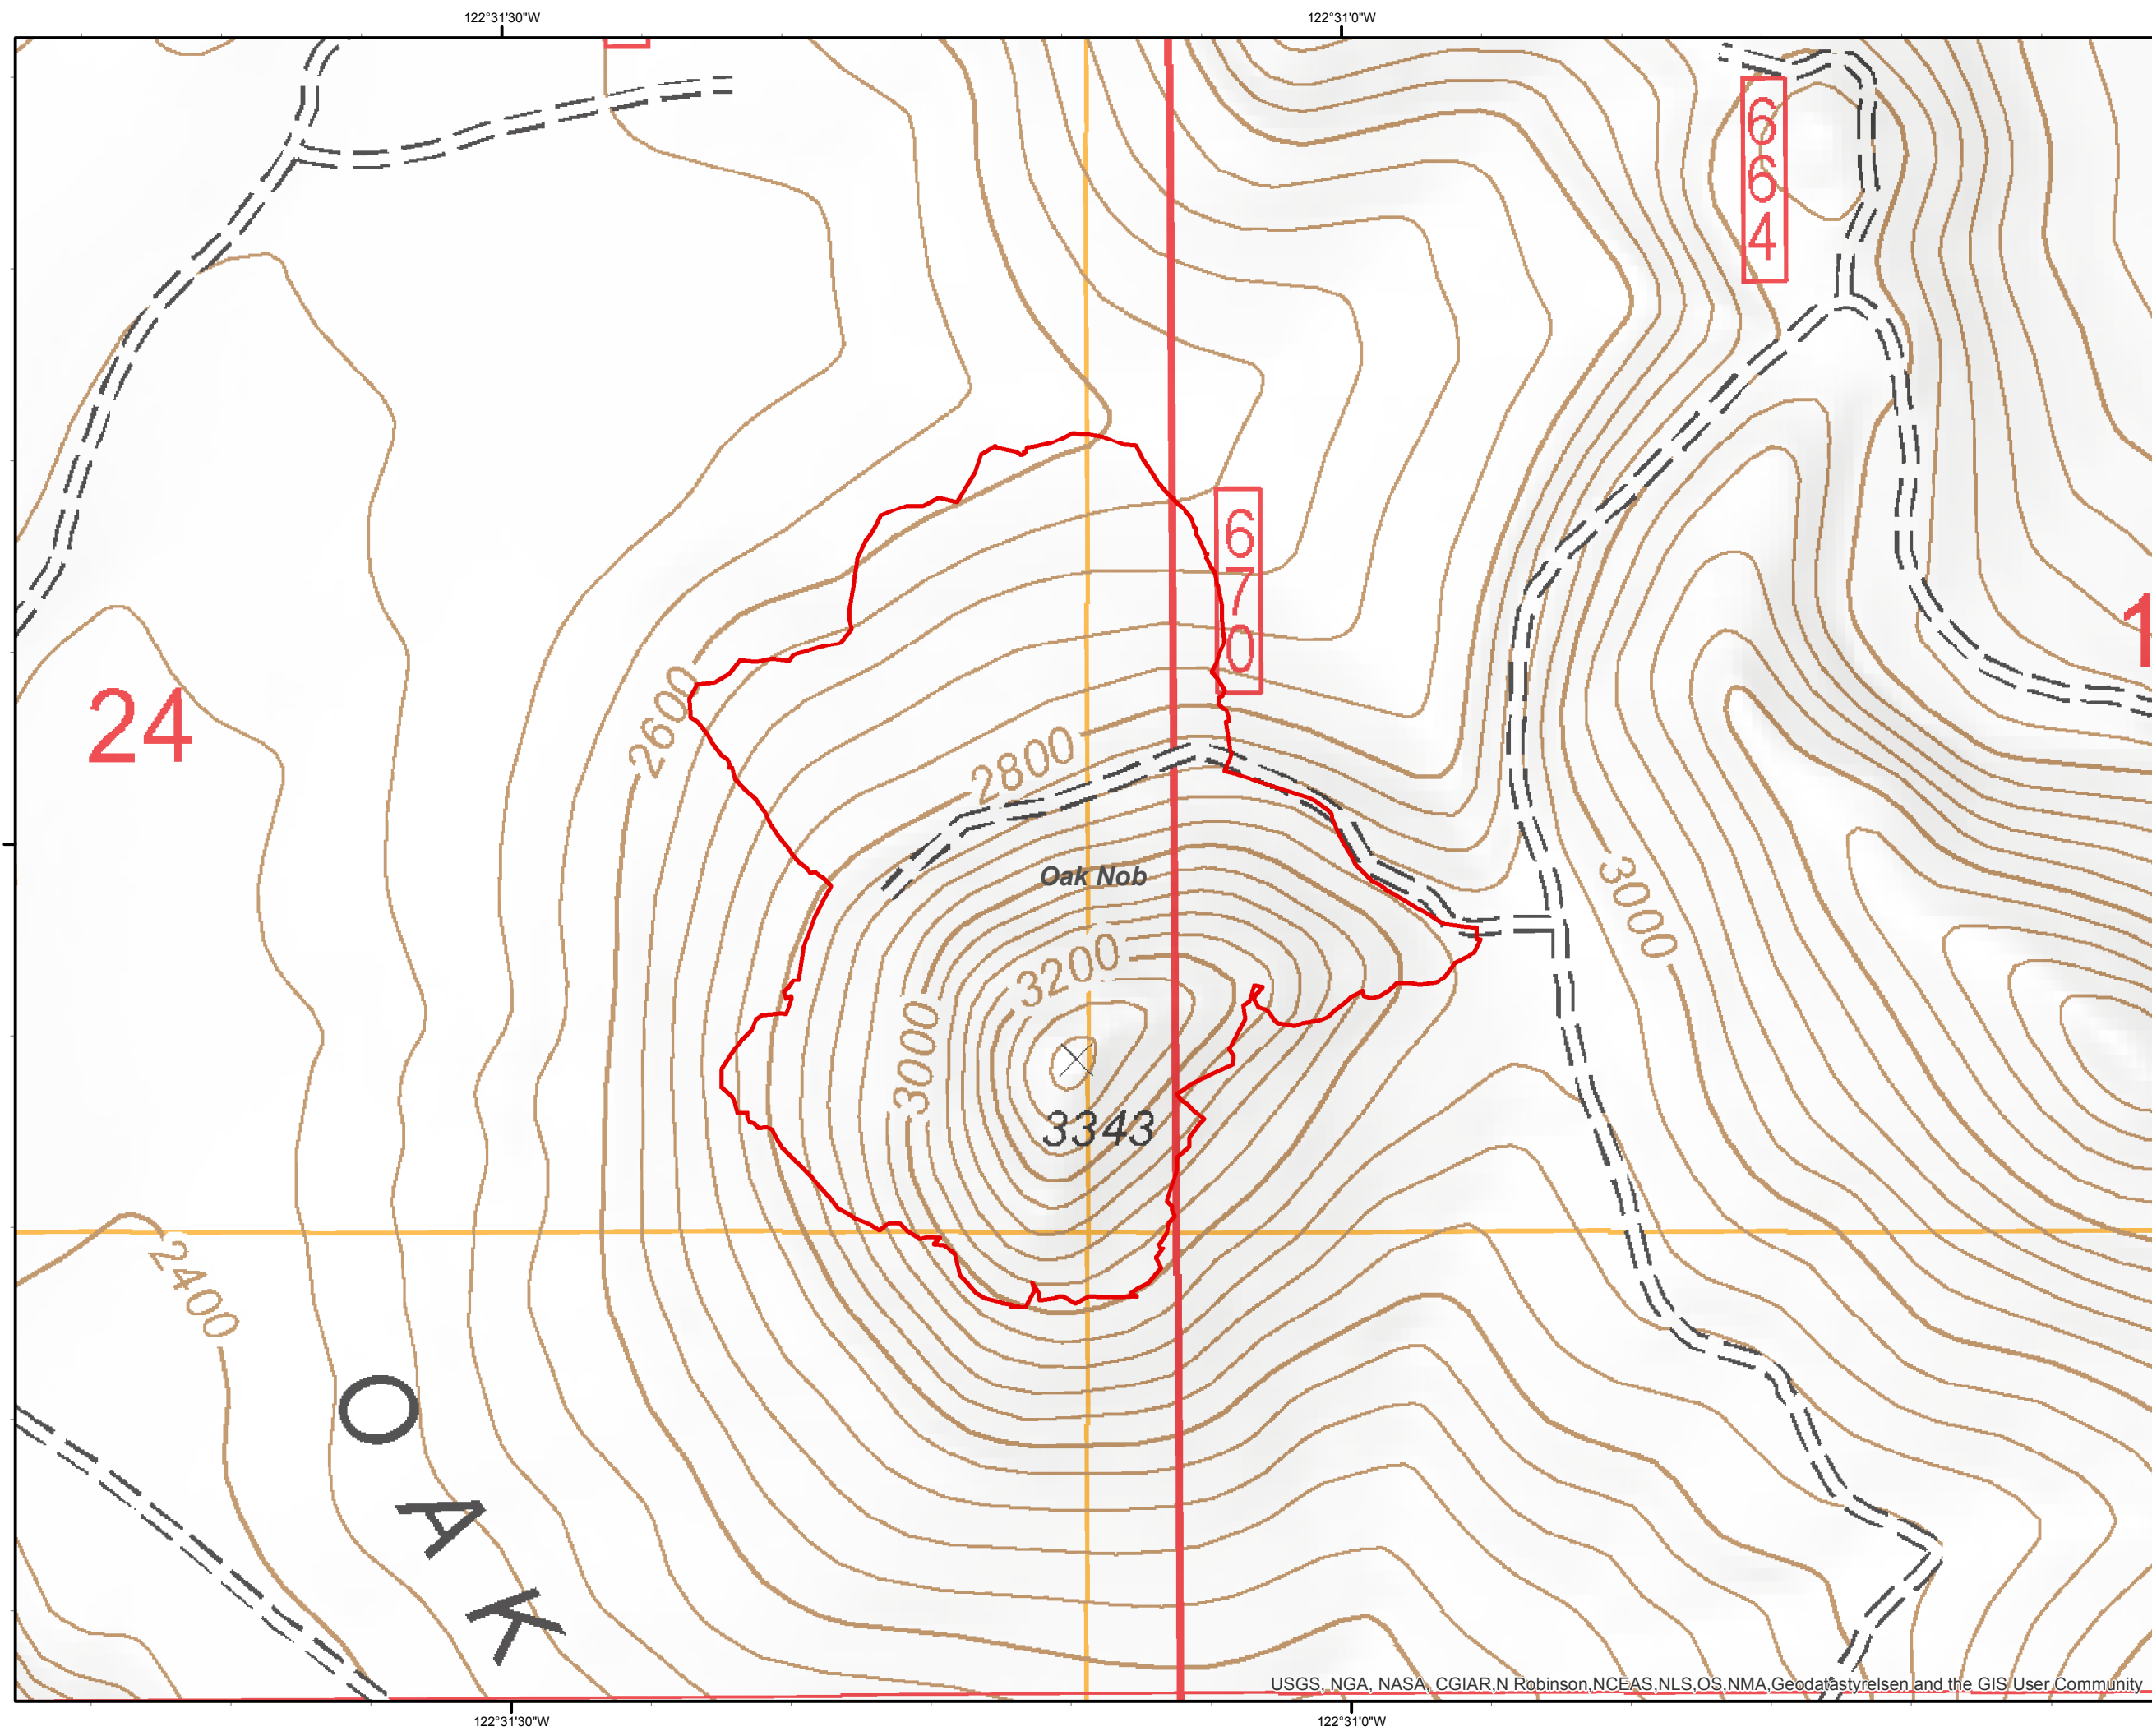 122°31'30"W
122°31'0"W
664
670
24
1
2600
2800
Oak Nob
3000
3200
3000
3343
2400
OAK
USGS, NGA, NASA, CGIAR,N Robinson,NCEAS,NLS,OS,NMA,Geodatastyrelsen and the GIS User Community
122°31'30"W
122°31'0"W